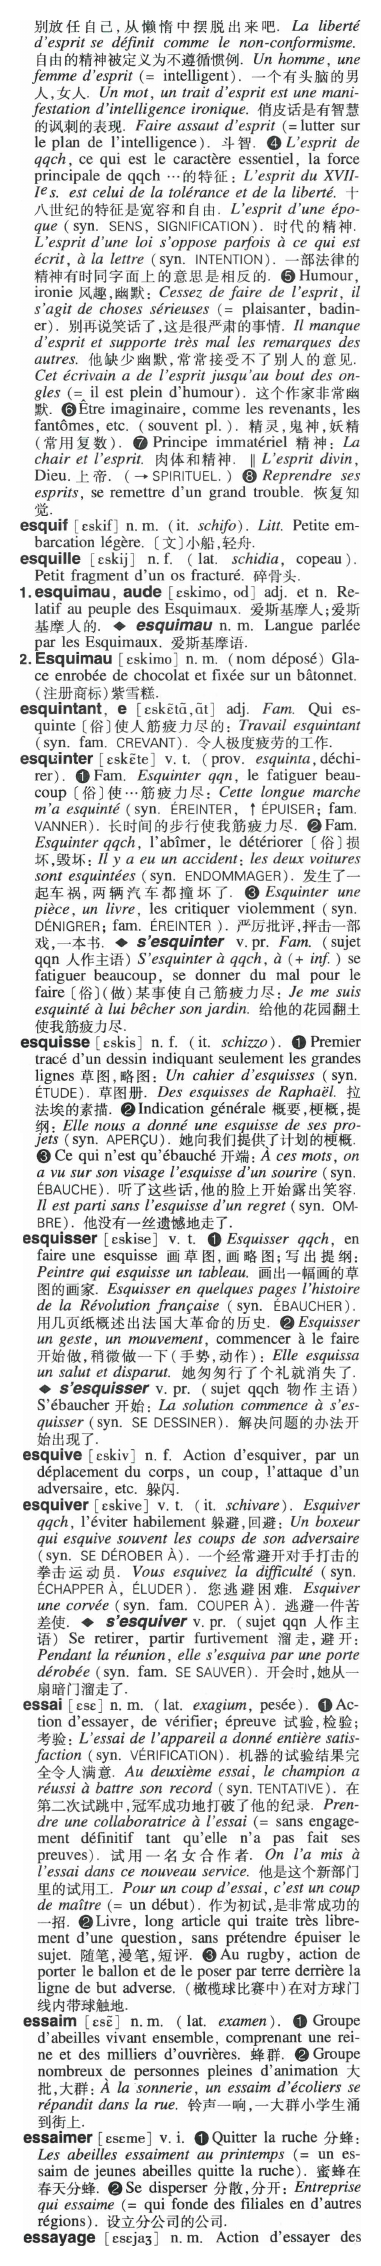 别放任自己,从懒惰中摆脱出来吧. La liberté
d'esprit se définit comme le non-conformisme.
自由的精神被定义为不遵循惯例. Un homme, une
femme d'esprit (= intelligent). 一个有头脑的男
人,女人. Un mot, un trait d'esprit est une mani-
festation d'intelligence ironique. 俏皮话是有智慧
的讽刺的表现. Faire assaut d'esprit (= lutter sur
le plan de l'intelligence). 斗智. ❹ L'esprit de
qqch, ce qui est le caractère essentiel, la force
principale de qqch …的特征: L'esprit du XVII-
Ie s. est celui de la tolérance et de la liberté. 十
八世纪的特征是宽容和自由. L'esprit d'une épo-
que (syn. SENS, SIGNIFICATION). 时代的精神.
L'esprit d'une loi s'oppose parfois à ce qui est
écrit, à la lettre (syn. INTENTION). 一部法律的
精神有时同字面上的意思是相反的. ❺ Humour,
ironie 风趣,幽默: Cessez de faire de l'esprit, il
s'agit de choses sérieuses (= plaisanter, badin-
er). 别再说笑话了,这是很严肃的事情. Il manque
d'esprit et supporte très mal les remarques des
autres. 他缺少幽默,常常接受不了别人的意见.
Cet écrivain a de l'esprit jusqu'au bout des on-
gles (= il est plein d'humour). 这个作家非常幽
默. ❻ Être imaginaire, comme les revenants, les
fantômes, etc. (souvent pl.). 精灵,鬼神,妖精
(常用复数). ❼ Principe immatériel 精神: La
chair et l'esprit. 肉体和精神. ‖ L'esprit divin,
Dieu. 上帝. (→ SPIRITUEL.) ❽ Reprendre ses
esprits, se remettre d'un grand trouble. 恢复知
觉.
esquif [ɛskif] n. m. (it. schifo). Litt. Petite em-
barcation légère. 〔文〕小船,轻舟.
esquille [ɛskij] n. f. (lat. schidia, copeau).
Petit fragment d'un os fracturé. 碎骨头.
1. esquimau, aude [ɛskimo, od] adj. et n. Re-
latif au peuple des Esquimaux. 爱斯基摩人;爱斯
基摩人的. ◆ esquimau n. m. Langue parlée
par les Esquimaux. 爱斯基摩语.
2. Esquimau [ɛskimo] n. m. (nom déposé) Gla-
ce enrobée de chocolat et fixée sur un bâtonnet.
(注册商标)紫雪糕.
esquintant, e [ɛskɛ̃tɑ̃, ɑ̃t] adj. Fam. Qui es-
quinte [俗]使人筋疲力尽的: Travail esquintant
(syn. fam. CREVANT). 令人极度疲劳的工作.
esquinter [ɛskɛ̃te] v. t. (prov. esquinta, déchi-
rer). ❶ Fam. Esquinter qqn, le fatiguer beau-
coup [俗]使…筋疲力尽: Cette longue marche
m'a esquinté (syn. ÉREINTER, ↑ ÉPUISER; fam.
VANNER). 长时间的步行使我筋疲力尽. ❷ Fam.
Esquinter qqch, l'abîmer, le détériorer [俗]损
坏,毁坏: Il y a eu un accident: les deux voitures
sont esquintées (syn. ENDOMMAGER). 发生了一
起车祸,两辆汽车都撞坏了. ❸ Esquinter une
pièce, un livre, les critiquer violemment (syn.
DÉNIGRER; fam. ÉREINTER). 严厉批评,抨击一部
戏,一本书. ◆ s'esquinter v. pr. Fam. (sujet
qqn 人作主语) S'esquinter à qqch, à (+ inf.) se
fatiguer beaucoup, se donner du mal pour le
faire [俗](做)某事使自己筋疲力尽: Je me suis
esquinté à lui bêcher son jardin. 给他的花园翻土
使我筋疲力尽.
esquisse [ɛskis] n. f. (it. schizzo). ❶ Premier
tracé d'un dessin indiquant seulement les grandes
lignes 草图,略图: Un cahier d'esquisses (syn.
ÉTUDE). 草图册. Des esquisses de Raphaël. 拉
法埃的素描. ❷ Indication générale 概要,梗概,提
纲: Elle nous a donné une esquisse de ses pro-
jets (syn. APERÇU). 她向我们提供了计划的梗概.
❸ Ce qui n'est qu'ébauché 开端: À ces mots, on
a vu sur son visage l'esquisse d'un sourire (syn.
ÉBAUCHE). 听了这些话,他的脸上开始露出笑容.
Il est parti sans l'esquisse d'un regret (syn. OM-
BRE). 他没有一丝遗憾地走了.
esquisser [ɛskise] v. t. ❶ Esquisser qqch, en
faire une esquisse 画草图,画略图;写出提纲:
Peintre qui esquisse un tableau. 画出一幅画的草
图的画家. Esquisser en quelques pages l'histoire
de la Révolution française (syn. ÉBAUCHER).
用几页纸概述出法国大革命的历史. ❷ Esquisser
un geste, un mouvement, commencer à le faire
开始做,稍微做一下(手势,动作): Elle esquissa
un salut et disparut. 她匆匆行了个礼就消失了.
◆ s'esquisser v. pr. (sujet qqch 物作主语)
S'ébaucher 开始: La solution commence à s'es-
quisser (syn. SE DESSINER). 解决问题的办法开
始出现了.
esquive [ɛskiv] n. f. Action d'esquiver, par un
déplacement du corps, un coup, l'attaque d'un
adversaire, etc. 躲闪.
esquiver [ɛskive] v. t. (it. schivare). Esquiver
qqch, l'éviter habilement 躲避,回避: Un boxeur
qui esquive souvent les coups de son adversaire
(syn. SE DÉROBER À). 一个经常避开对手打击的
拳击运动员. Vous esquivez la difficulté (syn.
ÉCHAPPER À, ÉLUDER). 您逃避困难. Esquiver
une corvée (syn. fam. COUPER À). 逃避一件苦
差使. ◆ s'esquiver v. pr. (sujet qqn 人作主
语) Se retirer, partir furtivement 溜走,避开:
Pendant la réunion, elle s'esquiva par une porte
dérobée (syn. fam. SE SAUVER). 开会时,她从一
扇暗门溜走了.
essai [ɛsɛ] n. m. (lat. exagium, pesée). ❶ Ac-
tion d'essayer, de vérifier; épreuve 试验,检验;
考验: L'essai de l'appareil a donné entière satis-
faction (syn. VÉRIFICATION). 机器的试验结果完
全令人满意. Au deuxième essai, le champion a
réussi à battre son record (syn. TENTATIVE). 在
第二次试跳中,冠军成功地打破了他的纪录. Pren-
dre une collaboratrice à l'essai (= sans engage-
ment définitif tant qu'elle n'a pas fait ses
preuves). 试用一名女合作者. On l'a mis à
l'essai dans ce nouveau service. 他是这个新部门
里的试用工. Pour un coup d'essai, c'est un coup
de maître (= un début). 作为初试,是非常成功的
一招. ❷ Livre, long article qui traite très libre-
ment d'une question, sans prétendre épuiser le
sujet. 随笔,漫笔,短评. ❸ Au rugby, action de
porter le ballon et de le poser par terre derrière la
ligne de but adverse. (橄榄球比赛中)在对方球门
线内带球触地.
essaim [ɛsɛ̃] n. m. (lat. examen). ❶ Groupe
d'abeilles vivant ensemble, comprenant une rei-
ne et des milliers d'ouvrières. 蜂群. ❷ Groupe
nombreux de personnes pleines d'animation 大
批,大群: À la sonnerie, un essaim d'écoliers se
répandit dans la rue. 铃声一响,一大群小学生涌
到街上.
essaimer [ɛsɛme] v. i. ❶ Quitter la ruche 分蜂:
Les abeilles essaiment au printemps (= un es-
saim de jeunes abeilles quitte la ruche). 蜜蜂在
春天分蜂. ❷ Se disperser 分散,分开: Entreprise
qui essaime (= qui fonde des filiales en d'autres
régions). 设立分公司的公司.
essayage [ɛsɛjaʒ] n. m. Action d'essayer des